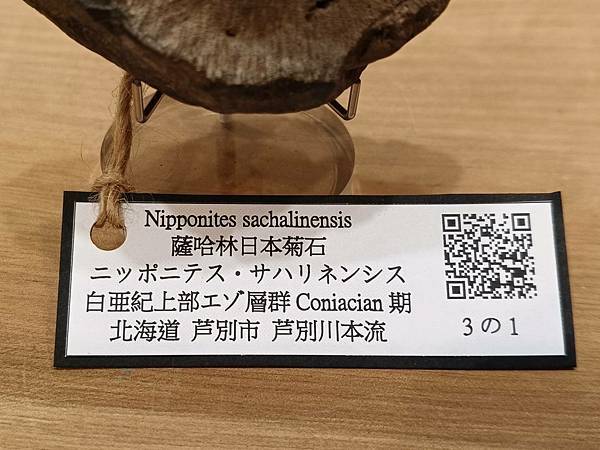 Nipponites sachalinensis
薩哈林日本菊石
ニッポニテス・サハリネンシス
白亜紀上部エゾ層群 Coniacian 期
北海道 芦別市 芦別川本流
3 の 1